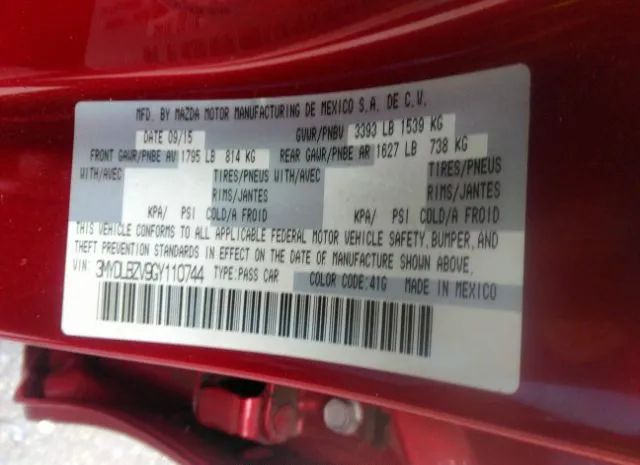 MFD. BY MAZDA MOTOR MANUFACTURING DE MEXICO S.A. DE C.V.
DATE 09/15 GVWR/PNBV 3393 LB 1539 KG
FRONT GAWR/PNBE AV 1795 LB 814 KG REAR GAWR/PNBE AR 1627 LB 738 KG
WITH/AVEC TIRES/PNEUS WITH/AVEC TIRES/PNEUS
RIMS/JANTES RIMS/JANTES
KPA/ PSI COLD/A FROID KPA/ PSI COLD/A FROID
THIS VEHICLE CONFORMS TO ALL APPLICABLE FEDERAL MOTOR VEHICLE SAFETY, BUMPER, AND
THEFT PREVENTION STANDARDS IN EFFECT ON THE DATE OF MANUFACTURE SHOWN ABOVE.
VIN: 3MYDLBZV9GY110744 TYPE: PASS CAR COLOR CODE: 41G MADE IN MEXICO